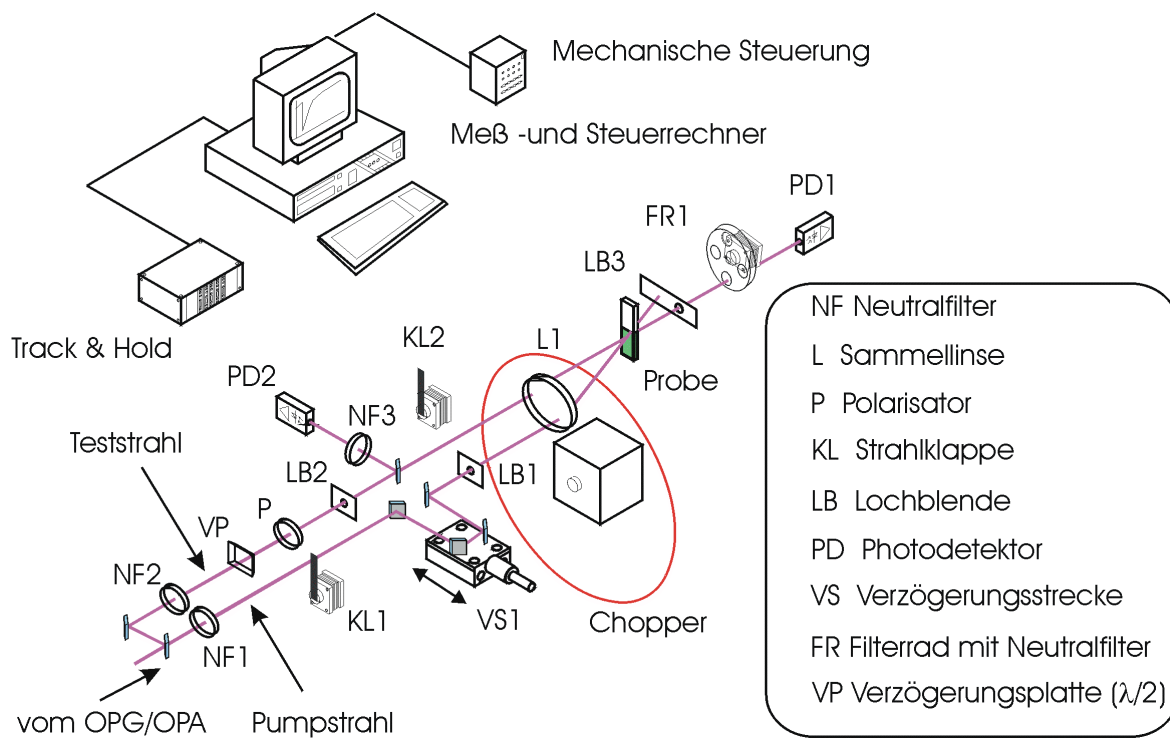 Mechanische Steuerung
Meß -und Steuerrechner
Track & Hold
PD1
FR1
LB3
KL2
L1
Probe
PD2
NF3
Teststrahl
LB2
LB1
P
VP
NF2
KL1
VS1
Chopper
NF1
vom OPG/OPA
Pumpstrahl
NF Neutralfilter
L Sammellinse
P Polarisator
KL Strahlklappe
LB Lochblende
PD Photodetektor
VS Verzögerungsstrecke
FR Filterrad mit Neutralfilter
VP Verzögerungsplatte (λ/2)